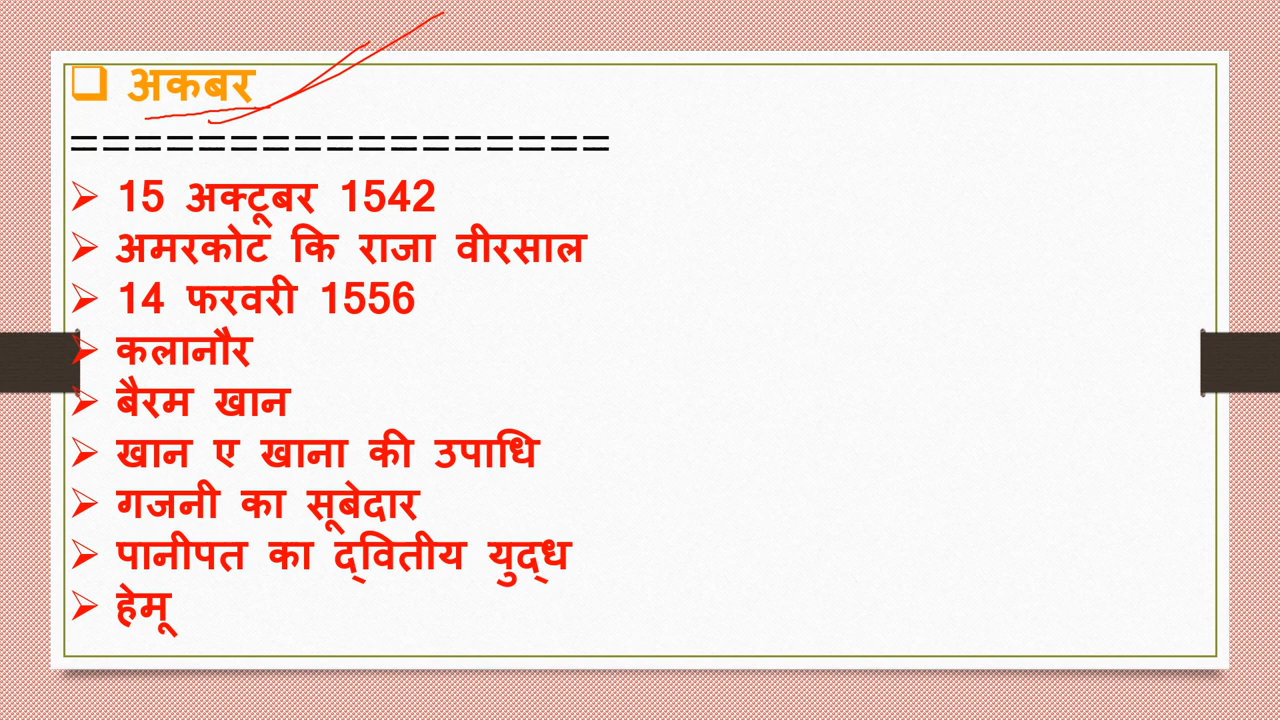 ❑ अकबर
=================
➢ 15 अक्टूबर 1542
➢ अमरकोट कि राजा वीरसाल
➢ 14 फरवरी 1556
➢ कलानौर
➢ बैरम खान
➢ खान ए खाना की उपाधि
➢ गजनी का सूबेदार
➢ पानीपत का द्वितीय युद्ध
➢ हेमू